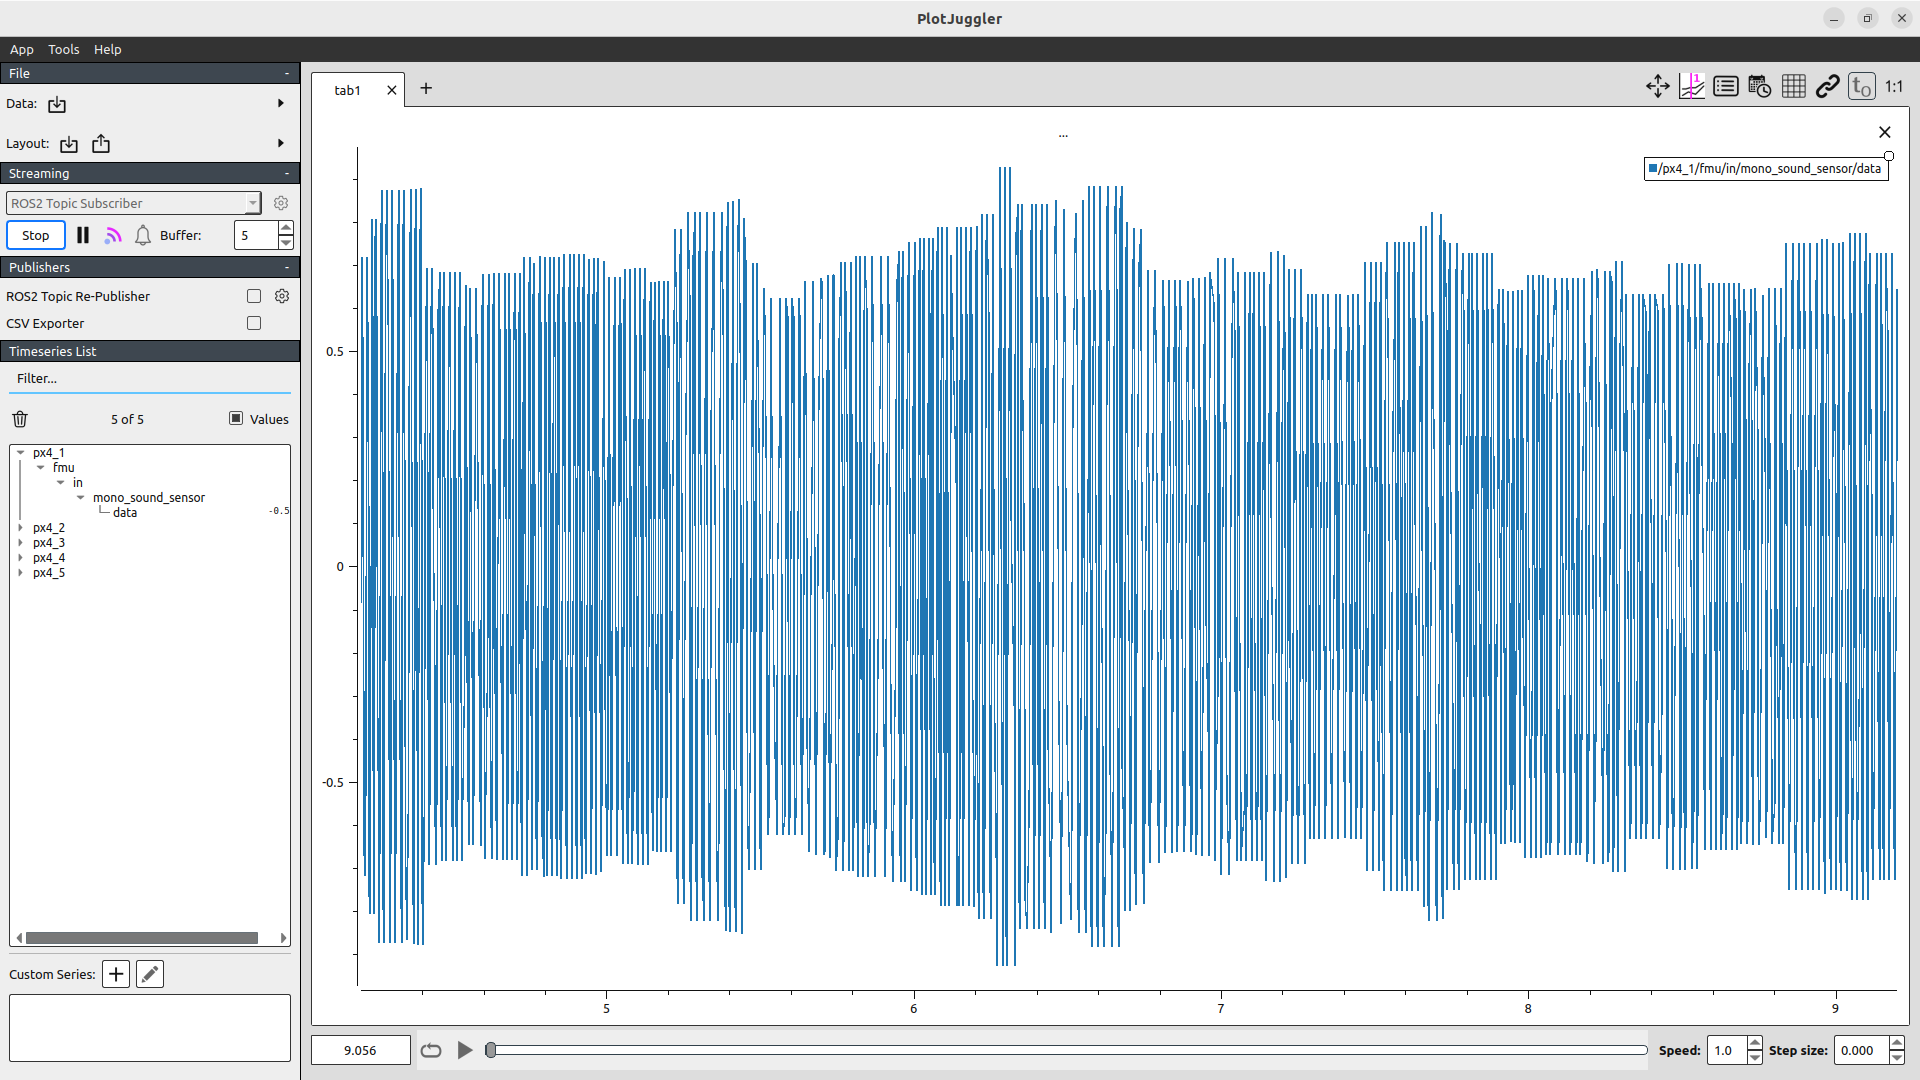 PlotJuggler
App Tools Help
File -
Data:
Layout:
Streaming -
ROS2 Topic Subscriber
Stop Buffer: 5
Publishers -
ROS2 Topic Re-Publisher
CSV Exporter
Timeseries List
Filter...
5 of 5 Values
px4_1
fmu
in
mono_sound_sensor
data -0.5
px4_2
px4_3
px4_4
px4_5
Custom Series:
tab1
t0 1:1
...
/px4_1/fmu/in/mono_sound_sensor/data
0.5
0
-0.5
5 6 7 8 9
9.056 Speed: 1.0 Step size: 0.000